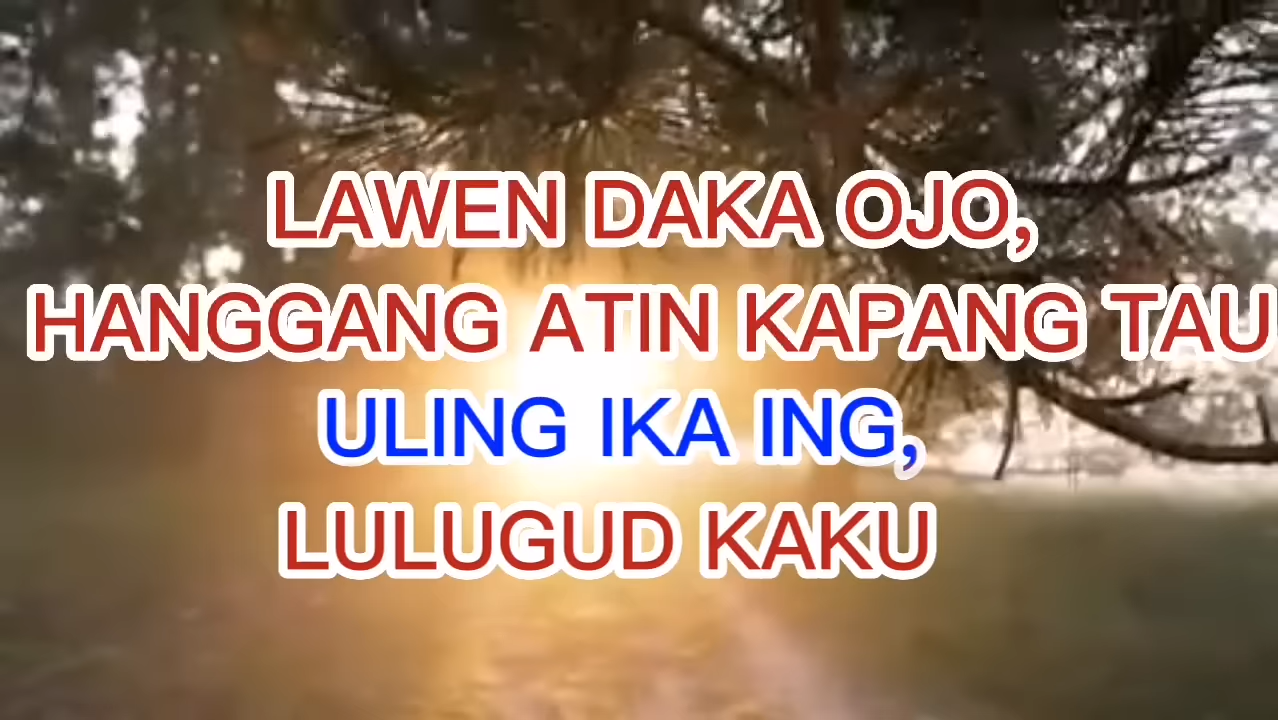 LAWEN DAKA OJO,
HANGGANG ATIN KAPANG TAU
ULING IKA ING,
LULUGUD KAKU